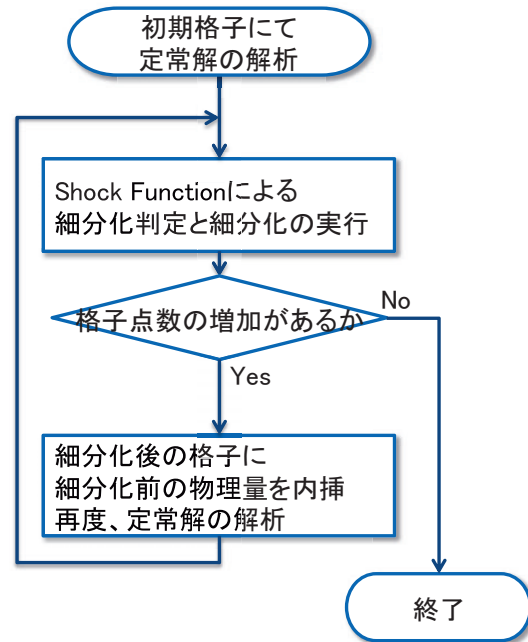 初期格子にて
定常解の解析
Shock Functionによる
細分化判定と細分化の実行
格子点数の増加があるか
No
Yes
細分化後の格子に
細分化前の物理量を内挿
再度、定常解の解析
終了